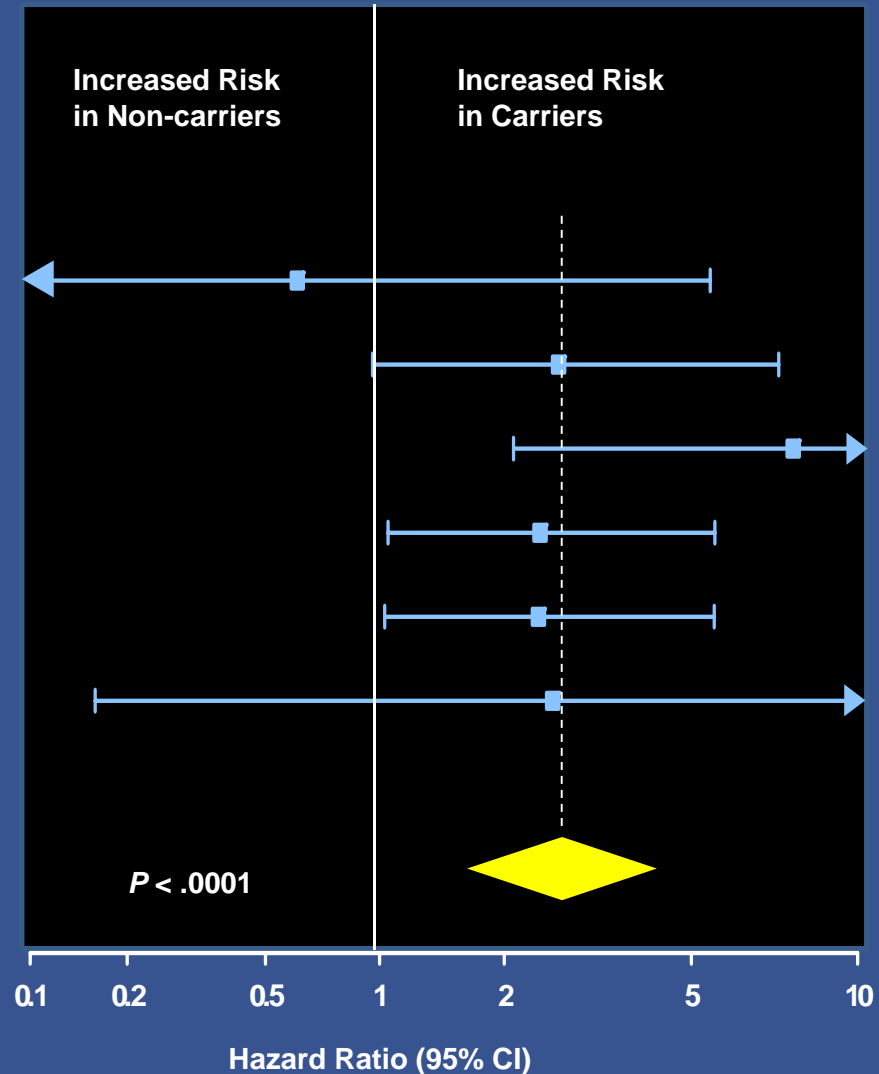 Increased Risk
in Non-carriers
Increased Risk
in Carriers
P < .0001
0.1 0.2 0.5 1 2 5 10
Hazard Ratio (95% CI)